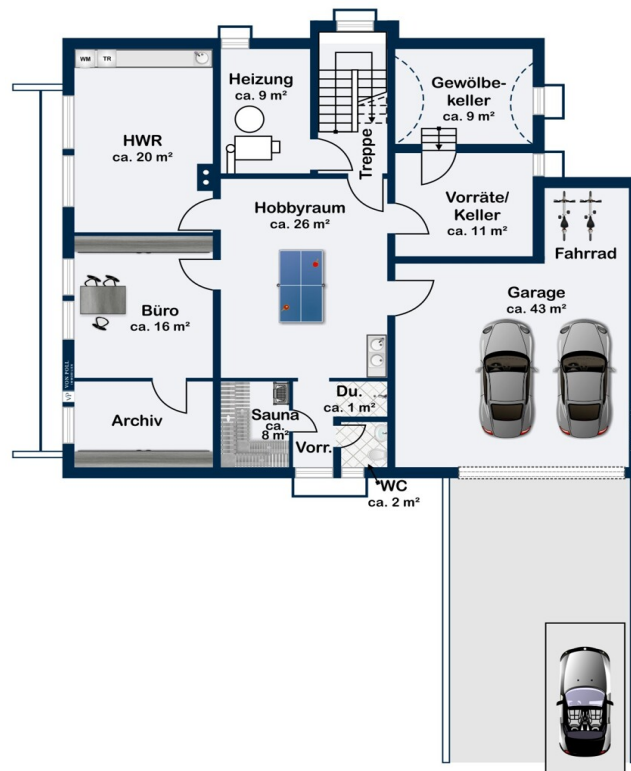 WM
TR
HWR
ca. 20 m²
Heizung
ca. 9 m²
Treppe
Gewölbe-
keller
ca. 9 m²
Vorräte/
Keller
ca. 11 m²
Hobbyraum
ca. 26 m²
Fahrrad
Garage
ca. 43 m²
Büro
ca. 16 m²
VON POLL
Archiv
Sauna
ca.
8 m²
Du.
ca. 1 m²
Vorr.
WC
ca. 2 m²